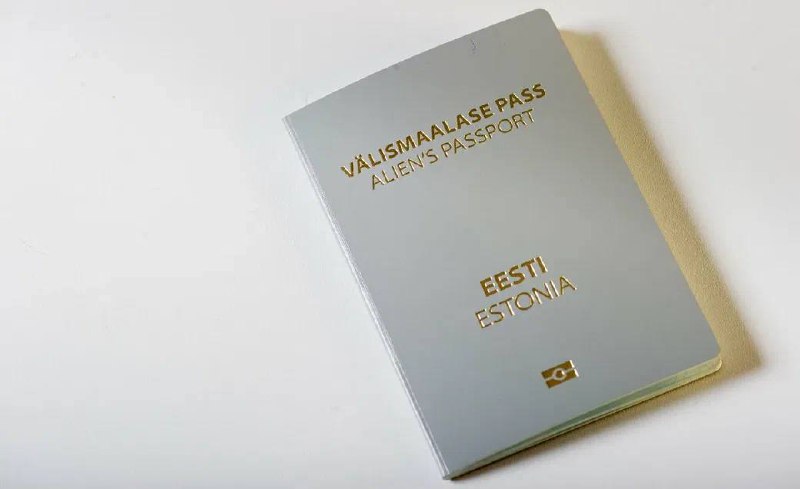 VÄLISMAALASE PASS
ALIEN'S PASSPORT
EESTI
ESTONIA